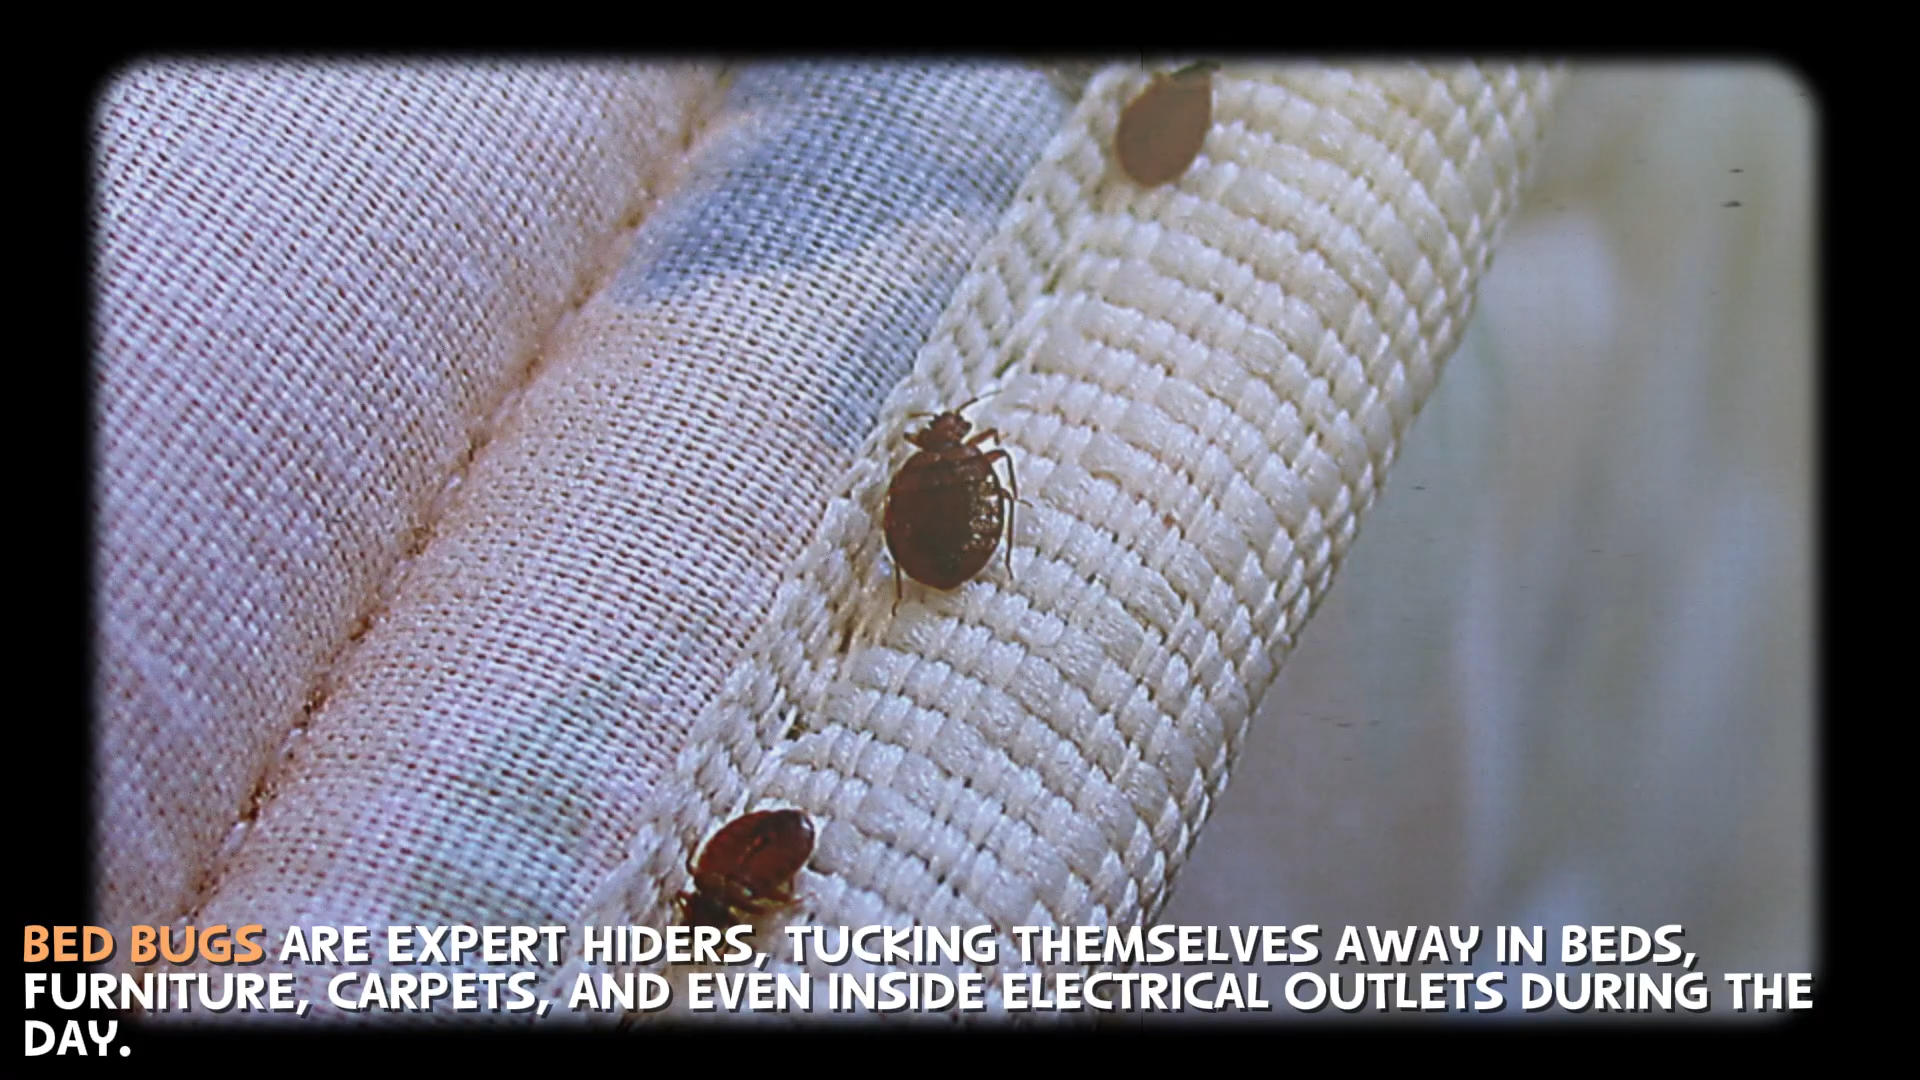 BED BUGS ARE EXPERT HIDERS, TUCKING THEMSELVES AWAY IN BEDS,
FURNITURE, CARPETS, AND EVEN INSIDE ELECTRICAL OUTLETS DURING THE
DAY.